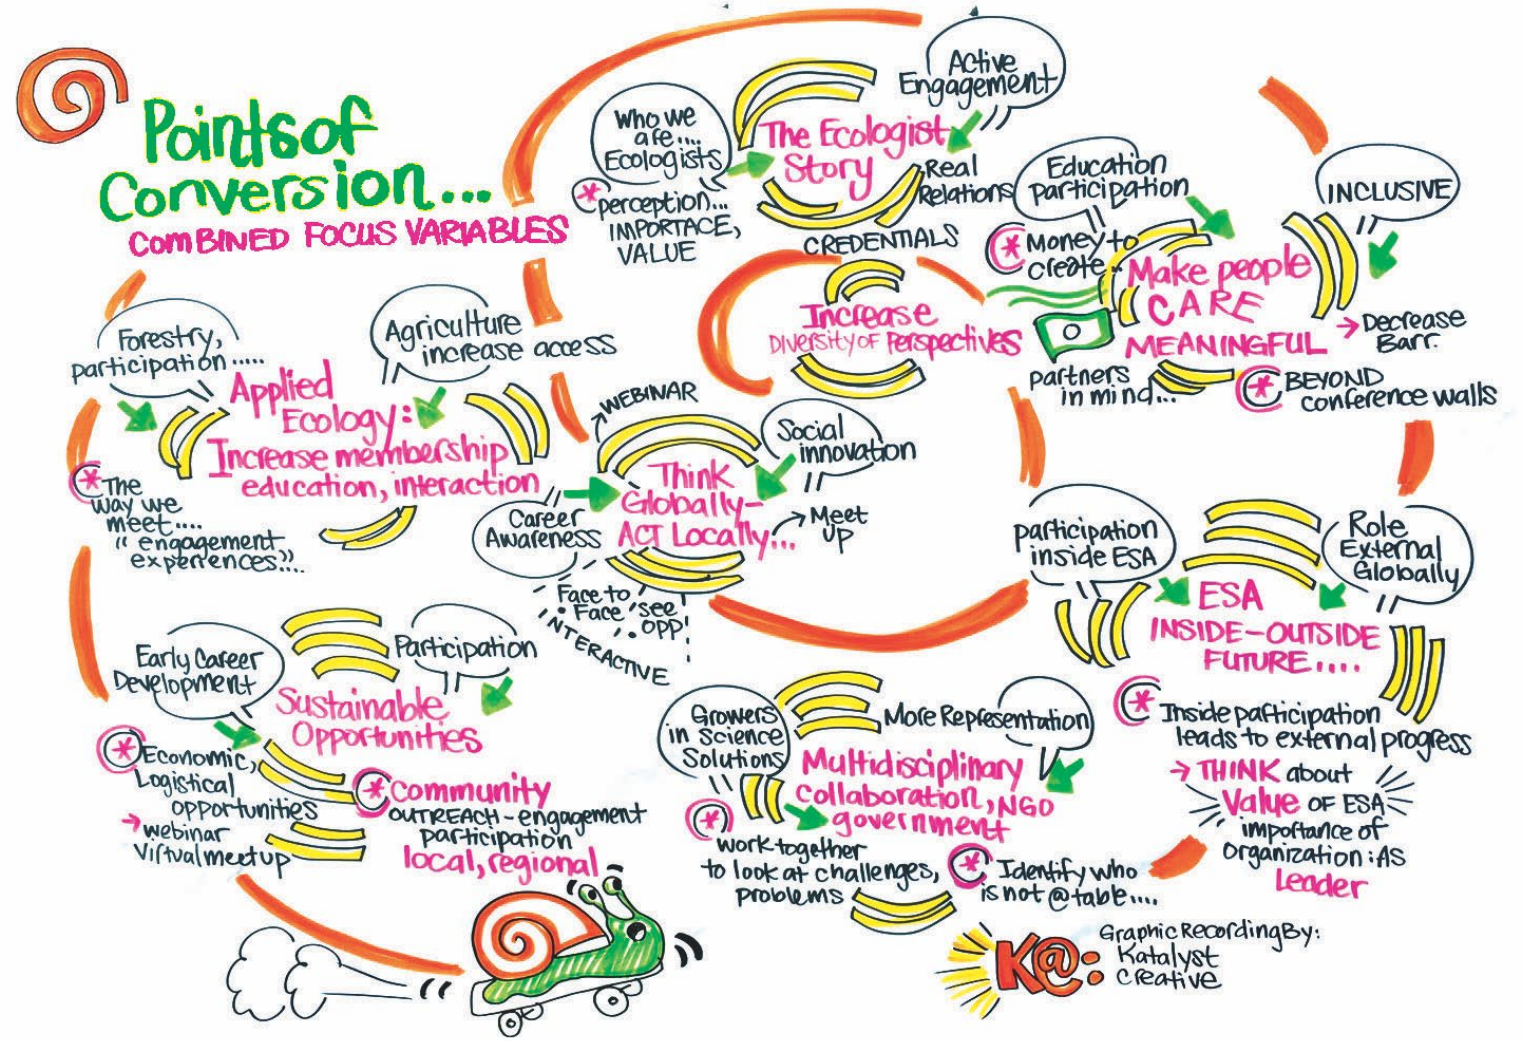 Points of
Conversion...
COMBINED FOCUS VARIABLES
Who we
are....
Ecologists
* perception...
IMPORTACE,
VALUE
The Ecologist
Story
Active
Engagement
Real
Relations
CREDENTIALS
Increase
Diversity of Perspectives
Education
participation
* Money to
create..
Make people
CARE
MEANINGFUL
INCLUSIVE
→ Decrease
Barr.
partners
in mind...
* BEYOND
conference walls
Forestry,
participation.....
Agriculture
increase access
Applied
Ecology:
Increase membership
education, interaction
* The
way we
meet....
"engagement
experiences"...
WEBINAR
Social
innovation
Think
Globally-
ACT Locally...
→ Meet
UP
Career
Awareness
Face to
Face 'see
OPP!
INTERACTIVE
participation
inside ESA
Role
External
Globally
ESA
INSIDE-OUTSIDE
FUTURE....
* Inside participation
leads to external progress
→ THINK about
Value OF ESA
importance of
Organization: AS
Leader
Early Career
Development
Participation
Sustainable
Opportunities
* Economic,
Logistical
opportunities
→ webinar
Virtual meetup
* Community
OUTREACH-engagement
participation
local, regional
Growers
in Science
Solutions
More Representation
Multidisciplinary
collaboration, NGO
government
* work together
to look at challenges,
problems
* Identify who
is not @ table....
K@:
Graphic Recording By:
Katalyst
Creative